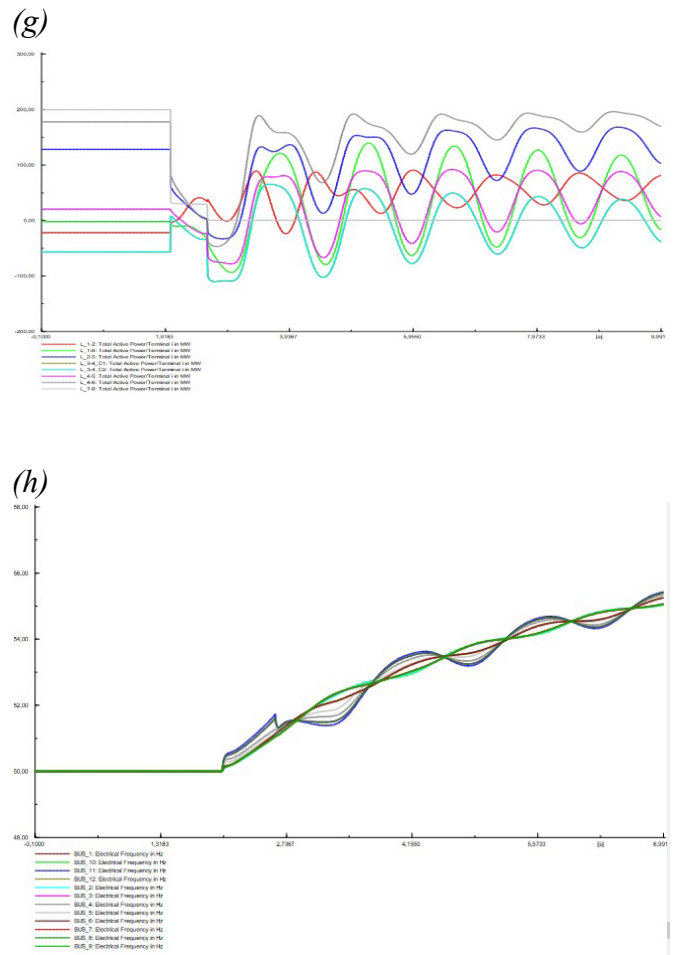 (g)
300,00
200,00
100,00
0,00
-100,00
-200,00
-0,1000 1,9183 3,9367 7,9733 [s] 9,991
L_1-2: Total Active Power/Terminal i in MW
L_1-6: Total Active Power/Terminal i in MW
L_2-5: Total Active Power/Terminal i in MW
L_3-4_C1: Total Active Power/Terminal i in MW
L_3-4_C2: Total Active Power/Terminal i in MW
L_4-5: Total Active Power/Terminal i in MW
L_4-6: Total Active Power/Terminal i in MW
L_7-8: Total Active Power/Terminal i in MW
(h)
58,00
56,00
54,00
52,00
50,00
48,00
-0,1000 1,3183 2,7367 4,1550 5,5733 [s] 6,991
BUS_1: Electrical Frequency in Hz
BUS_10: Electrical Frequency in Hz
BUS_11: Electrical Frequency in Hz
BUS_12: Electrical Frequency in Hz
BUS_2: Electrical Frequency in Hz
BUS_3: Electrical Frequency in Hz
BUS_4: Electrical Frequency in Hz
BUS_5: Electrical Frequency in Hz
BUS_6: Electrical Frequency in Hz
BUS_7: Electrical Frequency in Hz
BUS_8: Electrical Frequency in Hz
BUS_9: Electrical Frequency in Hz